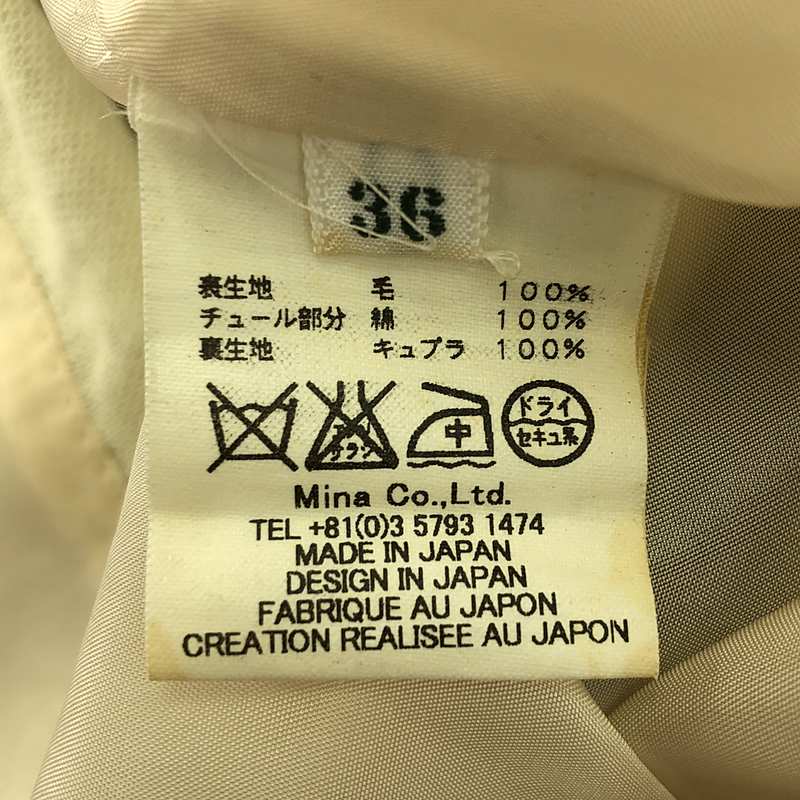 36
表生地 毛 100%
チュール部分 綿 100%
裏生地 キュプラ 100%
中
ドライ
セキユ系
Mina Co.,Ltd.
TEL +81(0)3 5793 1474
MADE IN JAPAN
DESIGN IN JAPAN
FABRIQUE AU JAPON
CREATION REALISEE AU JAPON